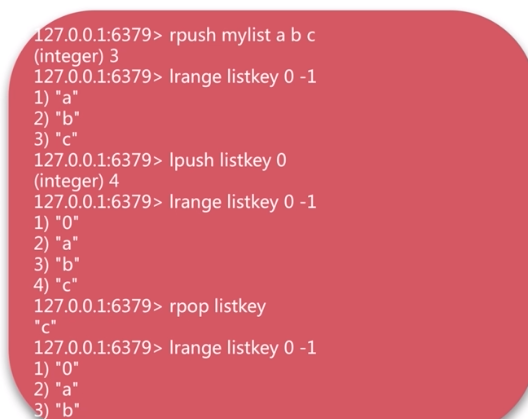 127.0.0.1:6379> rpush mylist a b c
(integer) 3
127.0.0.1:6379> lrange listkey 0 -1
1) "a"
2) "b"
3) "c"
127.0.0.1:6379> lpush listkey 0
(integer) 4
127.0.0.1:6379> lrange listkey 0 -1
1) "0"
2) "a"
3) "b"
4) "c"
127.0.0.1:6379> rpop listkey
"c"
127.0.0.1:6379> lrange listkey 0 -1
1) "0"
2) "a"
3) "b"